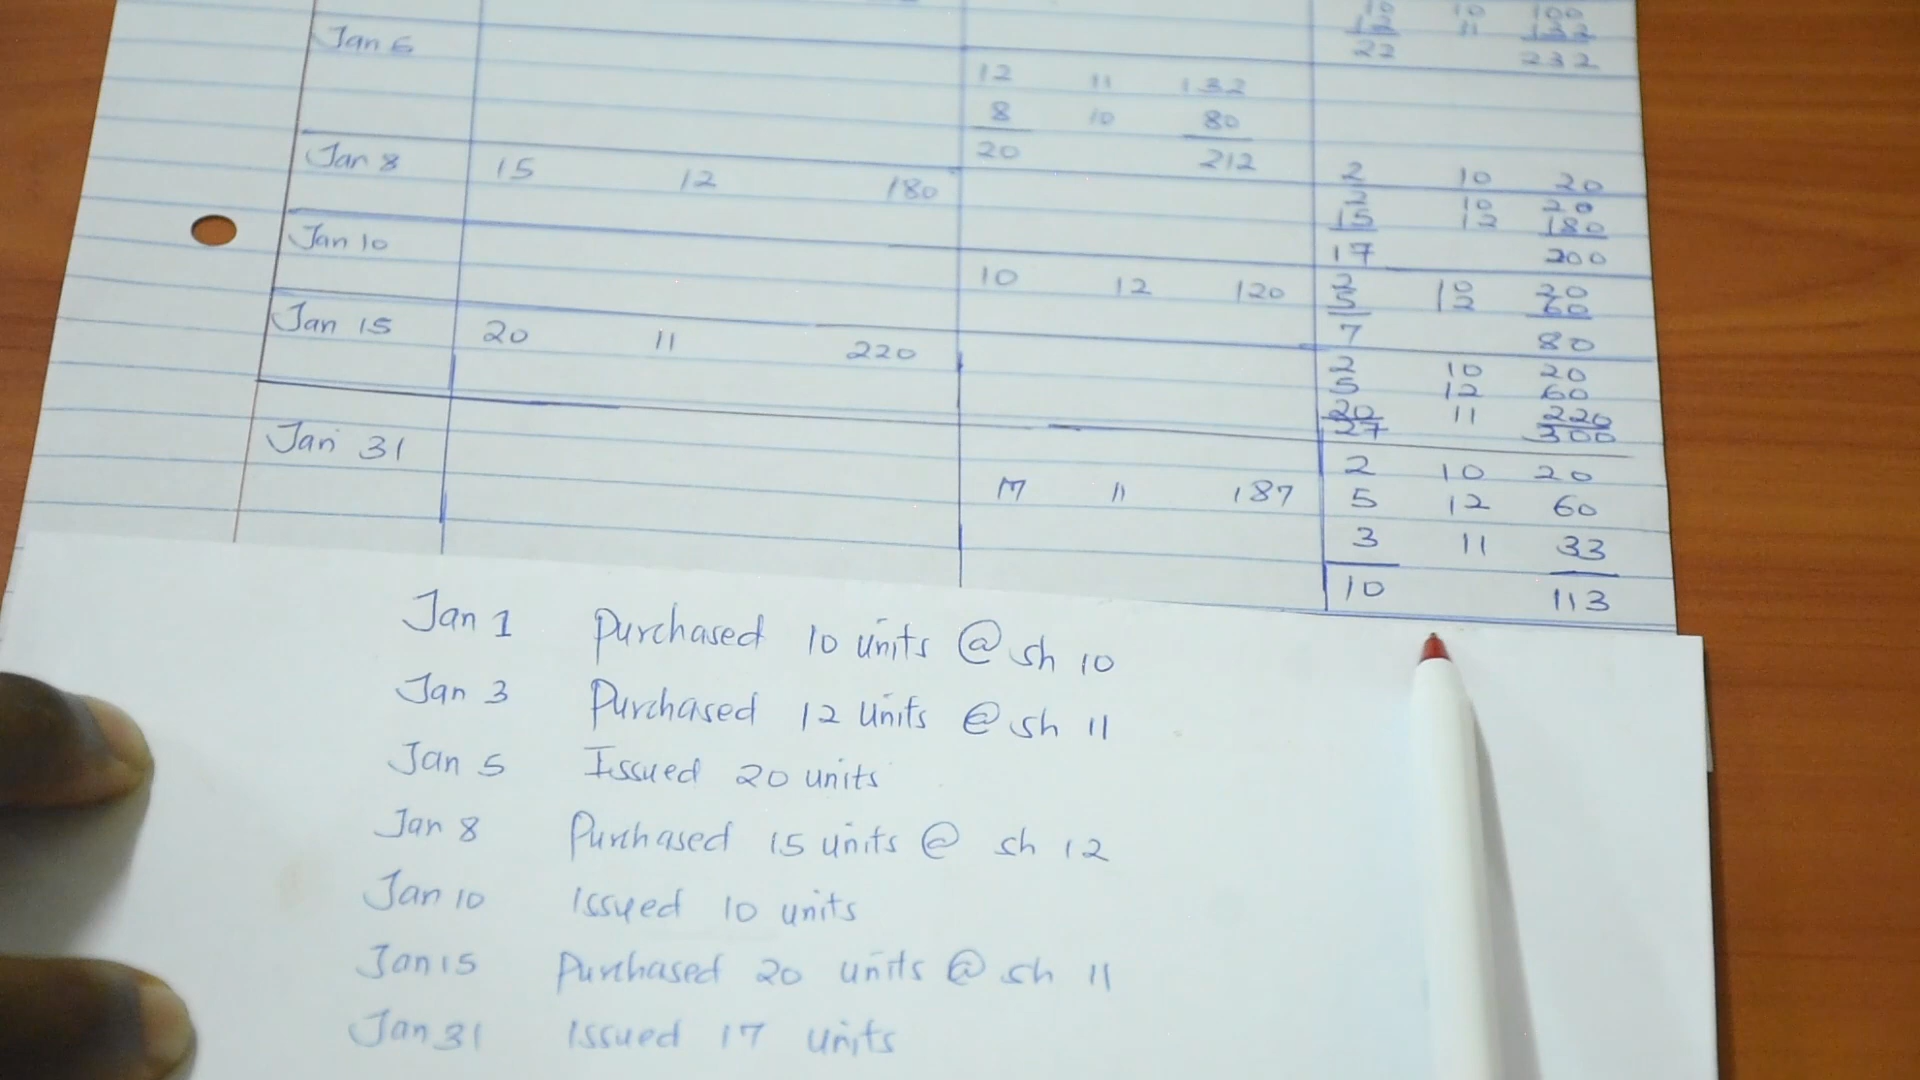 10 10 100
12 11 132
22 232
Jan 6
12 11 132
8 10 80
20 212
2 10 20
Jan 8 15 12 180
2 10 20
15 12 180
17 200
Jan 10
10 12 120
2 10 20
5 12 60
7 80
Jan 15 20 11 220
2 10 20
5 12 60
20 11 220
27 300
Jan 31
17 11 187
2 10 20
5 12 60
3 11 33
10 113
Jan 1 Purchased 10 units @ sh 10
Jan 3 Purchased 12 units @ sh 11
Jan 5 Issued 20 units
Jan 8 Purchased 15 units @ sh 12
Jan 10 Issued 10 units
Jan 15 Purchased 20 units @ sh 11
Jan 31 Issued 17 units